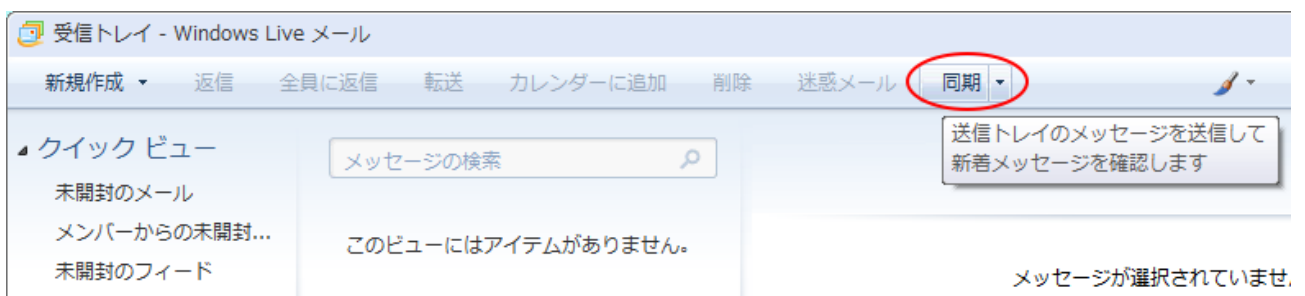 受信トレイ - Windows Live メール
新規作成 返信 全員に返信 転送 カレンダーに追加 削除 迷惑メール 同期
送信トレイのメッセージを送信して
新着メッセージを確認します
クイック ビュー
未開封のメール
メンバーからの未開封...
未開封のフィード
メッセージの検索
このビューにはアイテムがありません。
メッセージが選択されていませ